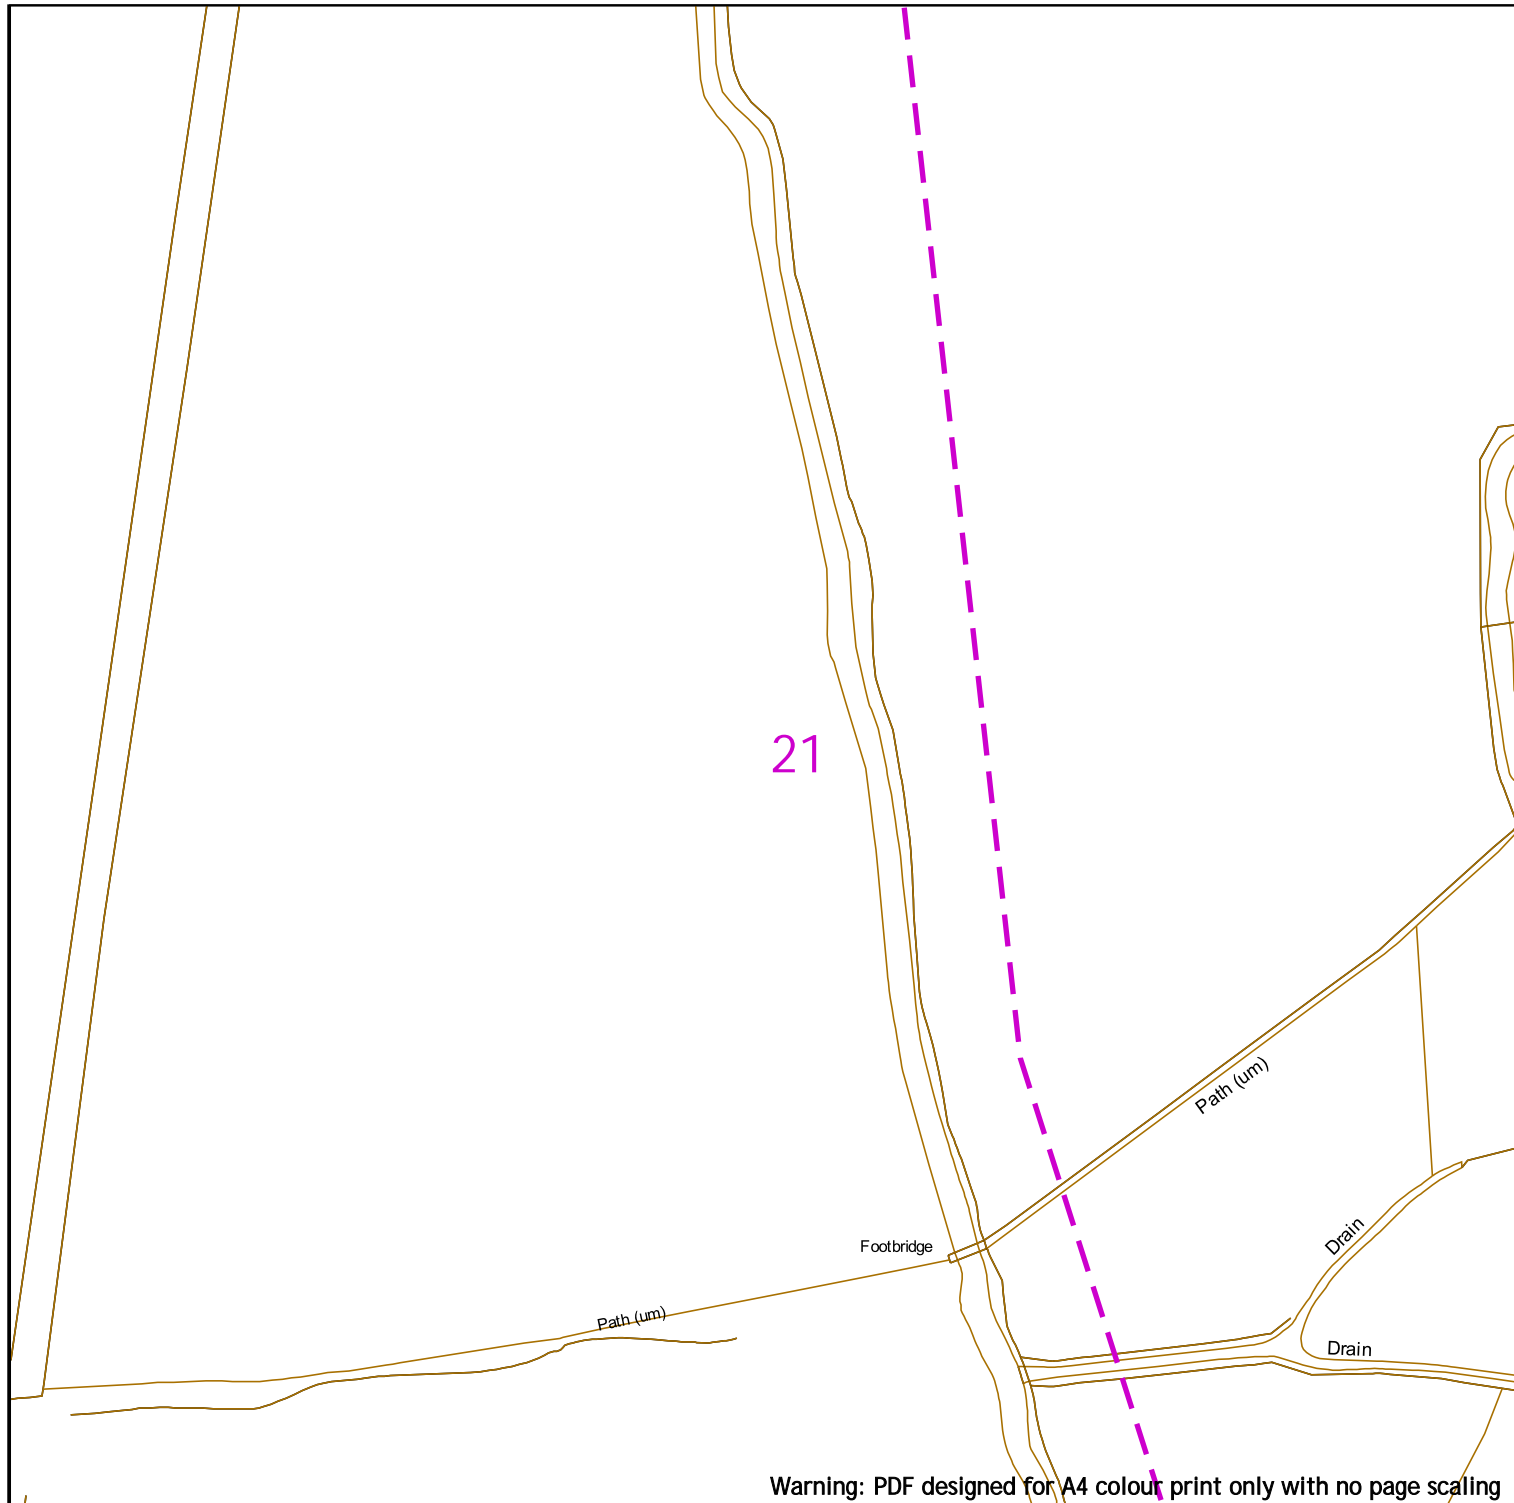 21
Path (um)
Footbridge
Drain
Path (um)
Drain
Warning: PDF designed for A4 colour print only with no page scaling